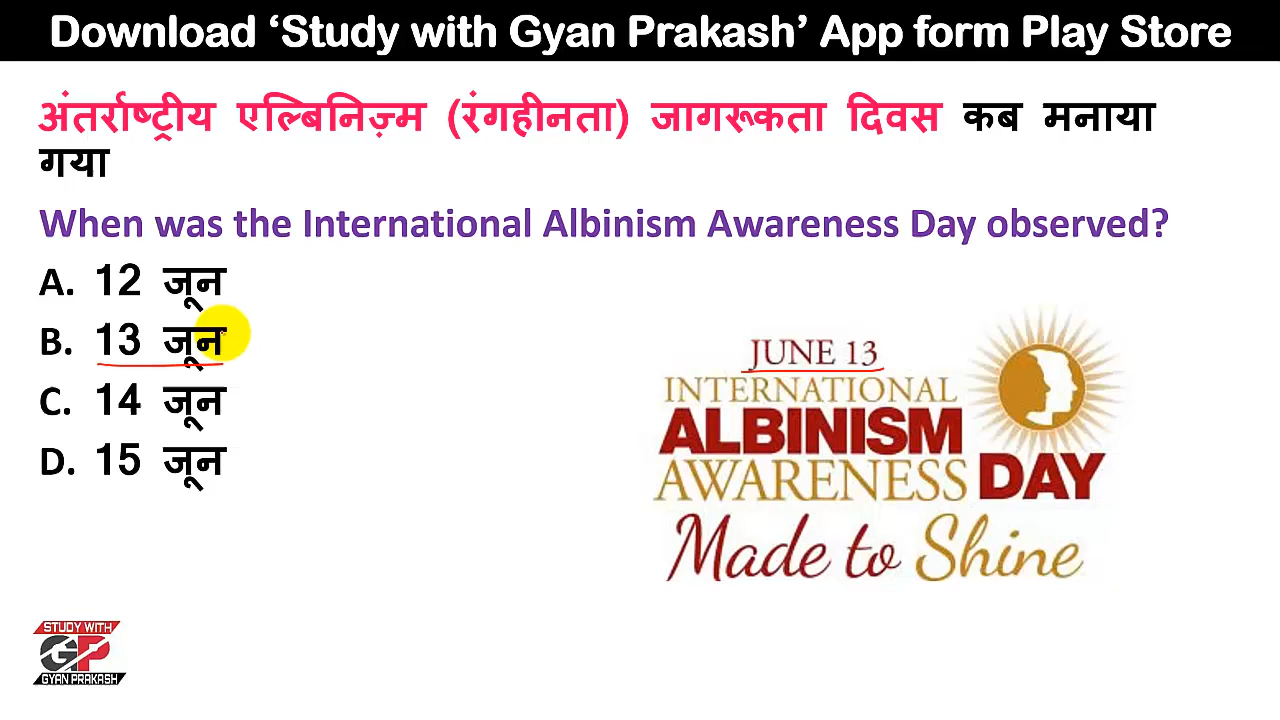 Download ‘Study with Gyan Prakash’ App form Play Store
अंतर्राष्ट्रीय एल्बिनिज़्म (रंगहीनता) जागरूकता दिवस कब मनाया
गया
When was the International Albinism Awareness Day observed?
A. 12 जून
B. 13 जून
C. 14 जून
D. 15 जून
JUNE 13
INTERNATIONAL
ALBINISM
AWARENESS DAY
Made to Shine
STUDY WITH
GP
GYAN PRAKASH